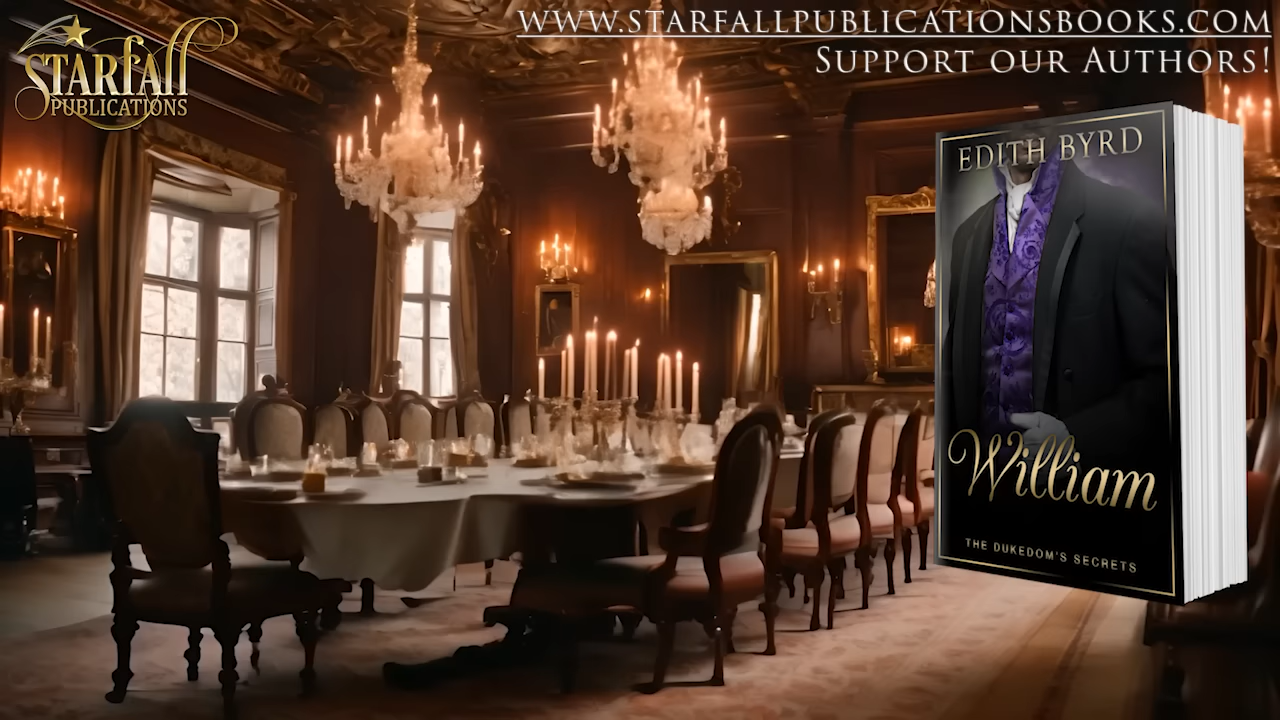 STARfall
PUBLICATIONS
WWW.STARFALLPUBLICATIONSBOOKS.COM
SUPPORT OUR AUTHORS!
EDITH BYRD
William
THE DUKEDOM'S SECRETS